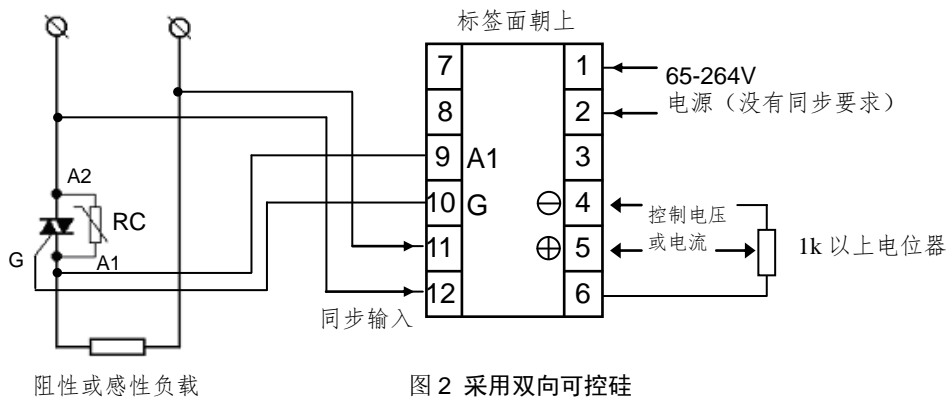 标签面朝上
7
1
65-264V
8
2
电源（没有同步要求）
9
A1
3
A2
10
G
⊖
4
控制电压
或电流
RC
11
⊕
5
1k 以上电位器
G
A1
12
6
同步输入
阻性或感性负载
图 2 采用双向可控硅